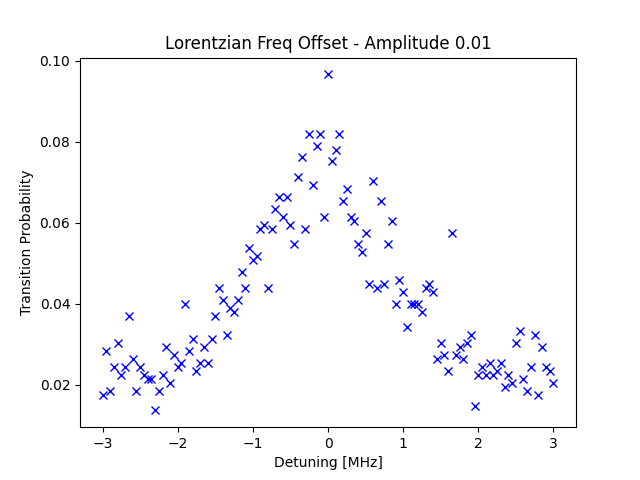 Lorentzian Freq Offset - Amplitude 0.01
Transition Probability
0.10
0.08
0.06
0.04
0.02
−3 −2 −1 0 1 2 3
Detuning [MHz]